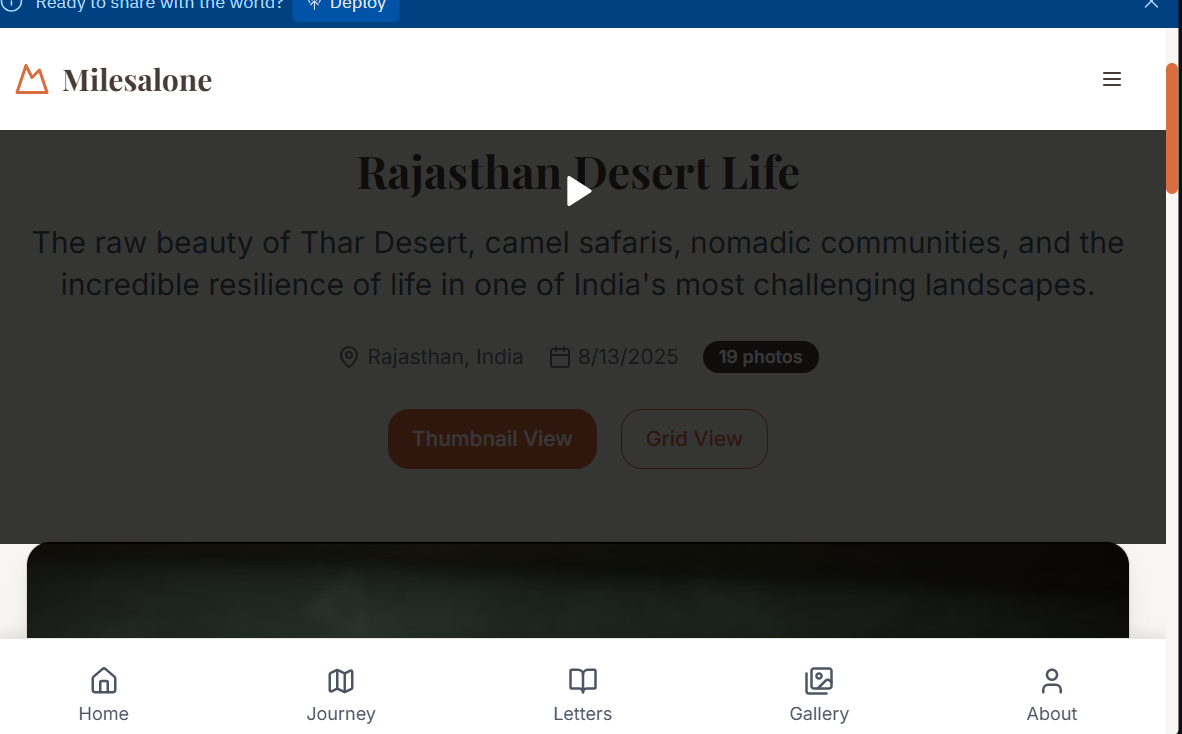 Ready to share with the world? Deploy
Milesalone
Rajasthan Desert Life
The raw beauty of Thar Desert, camel safaris, nomadic communities, and the
incredible resilience of life in one of India's most challenging landscapes.
Rajasthan, India 8/13/2025 19 photos
Thumbnail View Grid View
Home Journey Letters Gallery About